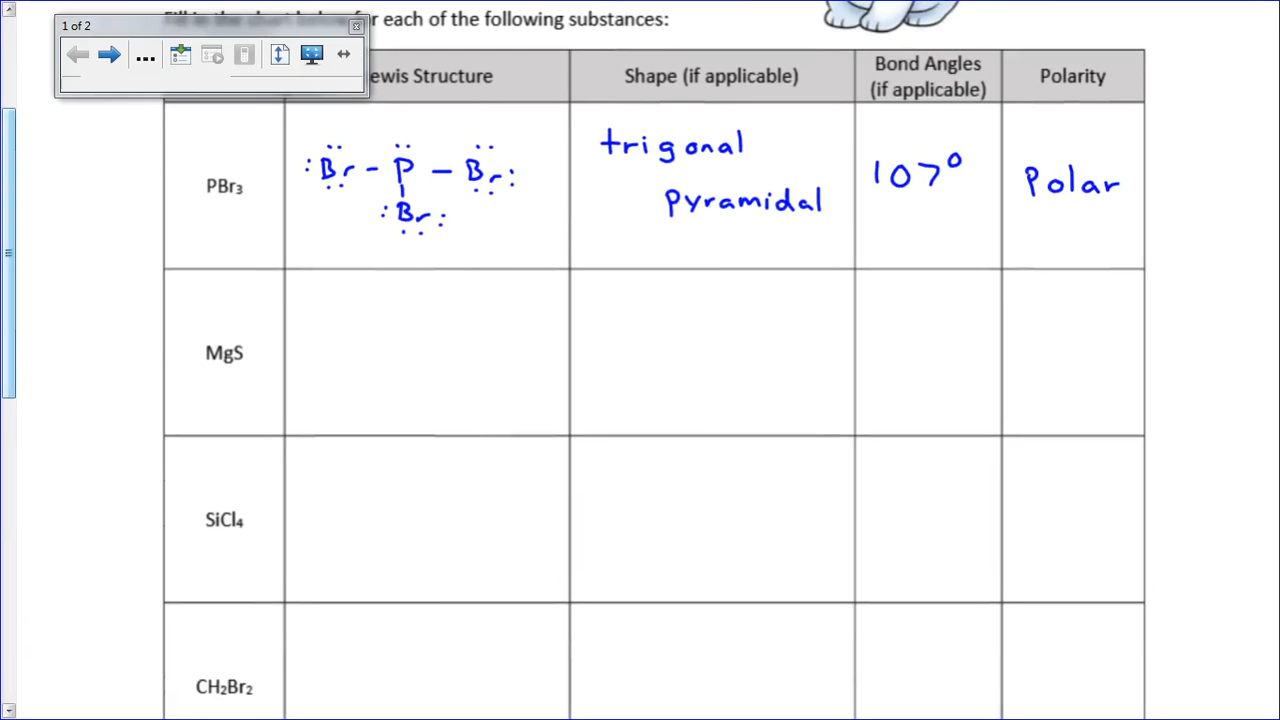 for each of the following substances:
1 of 2
...
ewis Structure
Shape (if applicable)
Bond Angles
(if applicable)
Polarity
PBr₃
:Br - P - Br:
:Br:
trigonal
pyramidal
107°
Polar
MgS
SiCl₄
CH₂Br₂